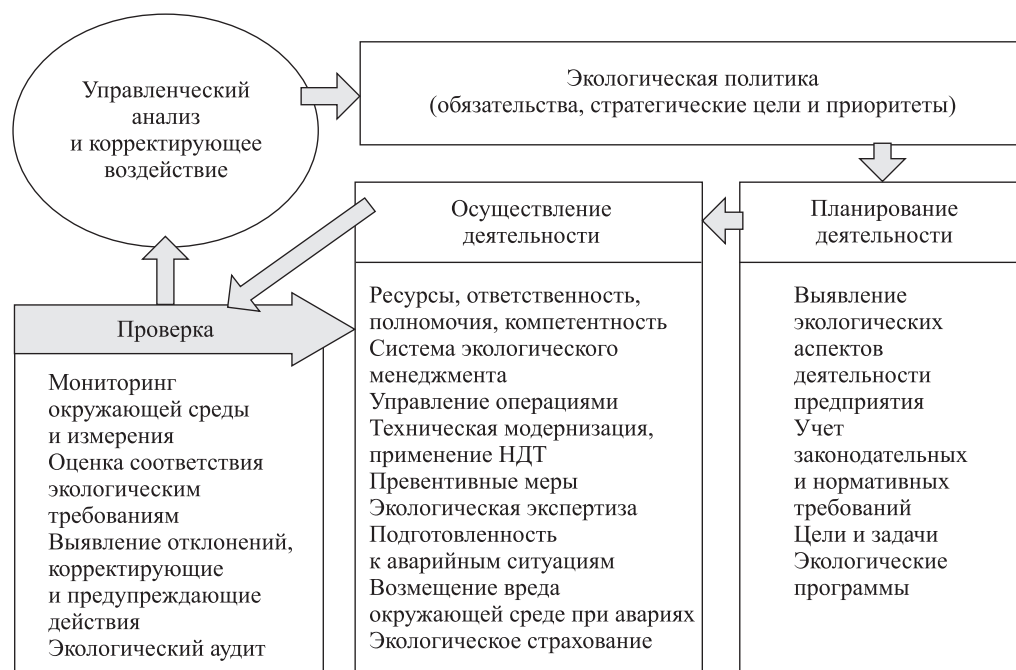 Управленческий
анализ
и корректирующее
воздействие
Экологическая политика
(обязательства, стратегические цели и приоритеты)
Осуществление
деятельности
Планирование
деятельности
Проверка
Мониторинг
окружающей среды
и измерения
Оценка соответствия
экологическим
требованиям
Выявление отклонений,
корректирующие
и предупреждающие
действия
Экологический аудит
Ресурсы, ответственность,
полномочия, компетентность
Система экологического
менеджмента
Управление операциями
Техническая модернизация,
применение НДТ
Превентивные меры
Экологическая экспертиза
Подготовленность
к аварийным ситуациям
Возмещение вреда
окружающей среде при авариях
Экологическое страхование
Выявление
экологических
аспектов
деятельности
предприятия
Учет
законодательных
и нормативных
требований
Цели и задачи
Экологические
программы